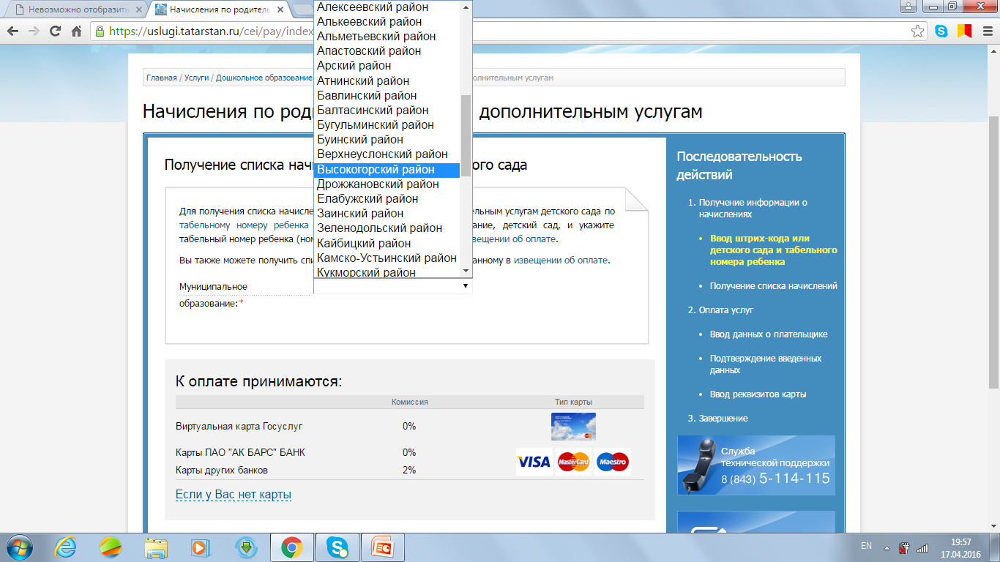 Невозможно отобразить
Начисления по родитель
https://uslugi.tatarstan.ru/cei/pay/index
Алексеевский район
Алькеевский район
Альметьевский район
Апастовский район
Арский район
Атнинский район
Бавлинский район
Балтасинский район
Бугульминский район
Буинский район
Верхнеуслонский район
Высокогорский район
Дрожжановский район
Елабужский район
Заинский район
Зеленодольский район
Кайбицкий район
Камско-Устьинский район
Кукморский район
Главная / Услуги / Дошкольное образование
олнительным услугам
Начисления по род
дополнительным услугам
Получение списка нач
ого сада
Для получения списка начисле
ельным услугам детского сада по
табельному номеру ребенка
ание, детский сад, и укажите
табельный номер ребенка (ном
звещении об оплате.
Вы также можете получить спи
анному в извещении об оплате.
Муниципальное
образование:*
К оплате принимаются:
Комиссия Тип карты
Виртуальная карта Госуслуг 0%
Карты ПАО "АК БАРС" БАНК 0%
Карты других банков 2%
VISA MasterCard Maestro
Если у Вас нет карты
Последовательность
действий
1. Получение информации о
начислениях
• Ввод штрих-кода или
детского сада и табельного
номера ребенка
• Получение списка начислений
2. Оплата услуг
• Ввод данных о плательщике
• Подтверждение введенных
данных
• Ввод реквизитов карты
3. Завершение
Служба
технической поддержки
8 (843) 5-114-115
EN
19:57
17.04.2016